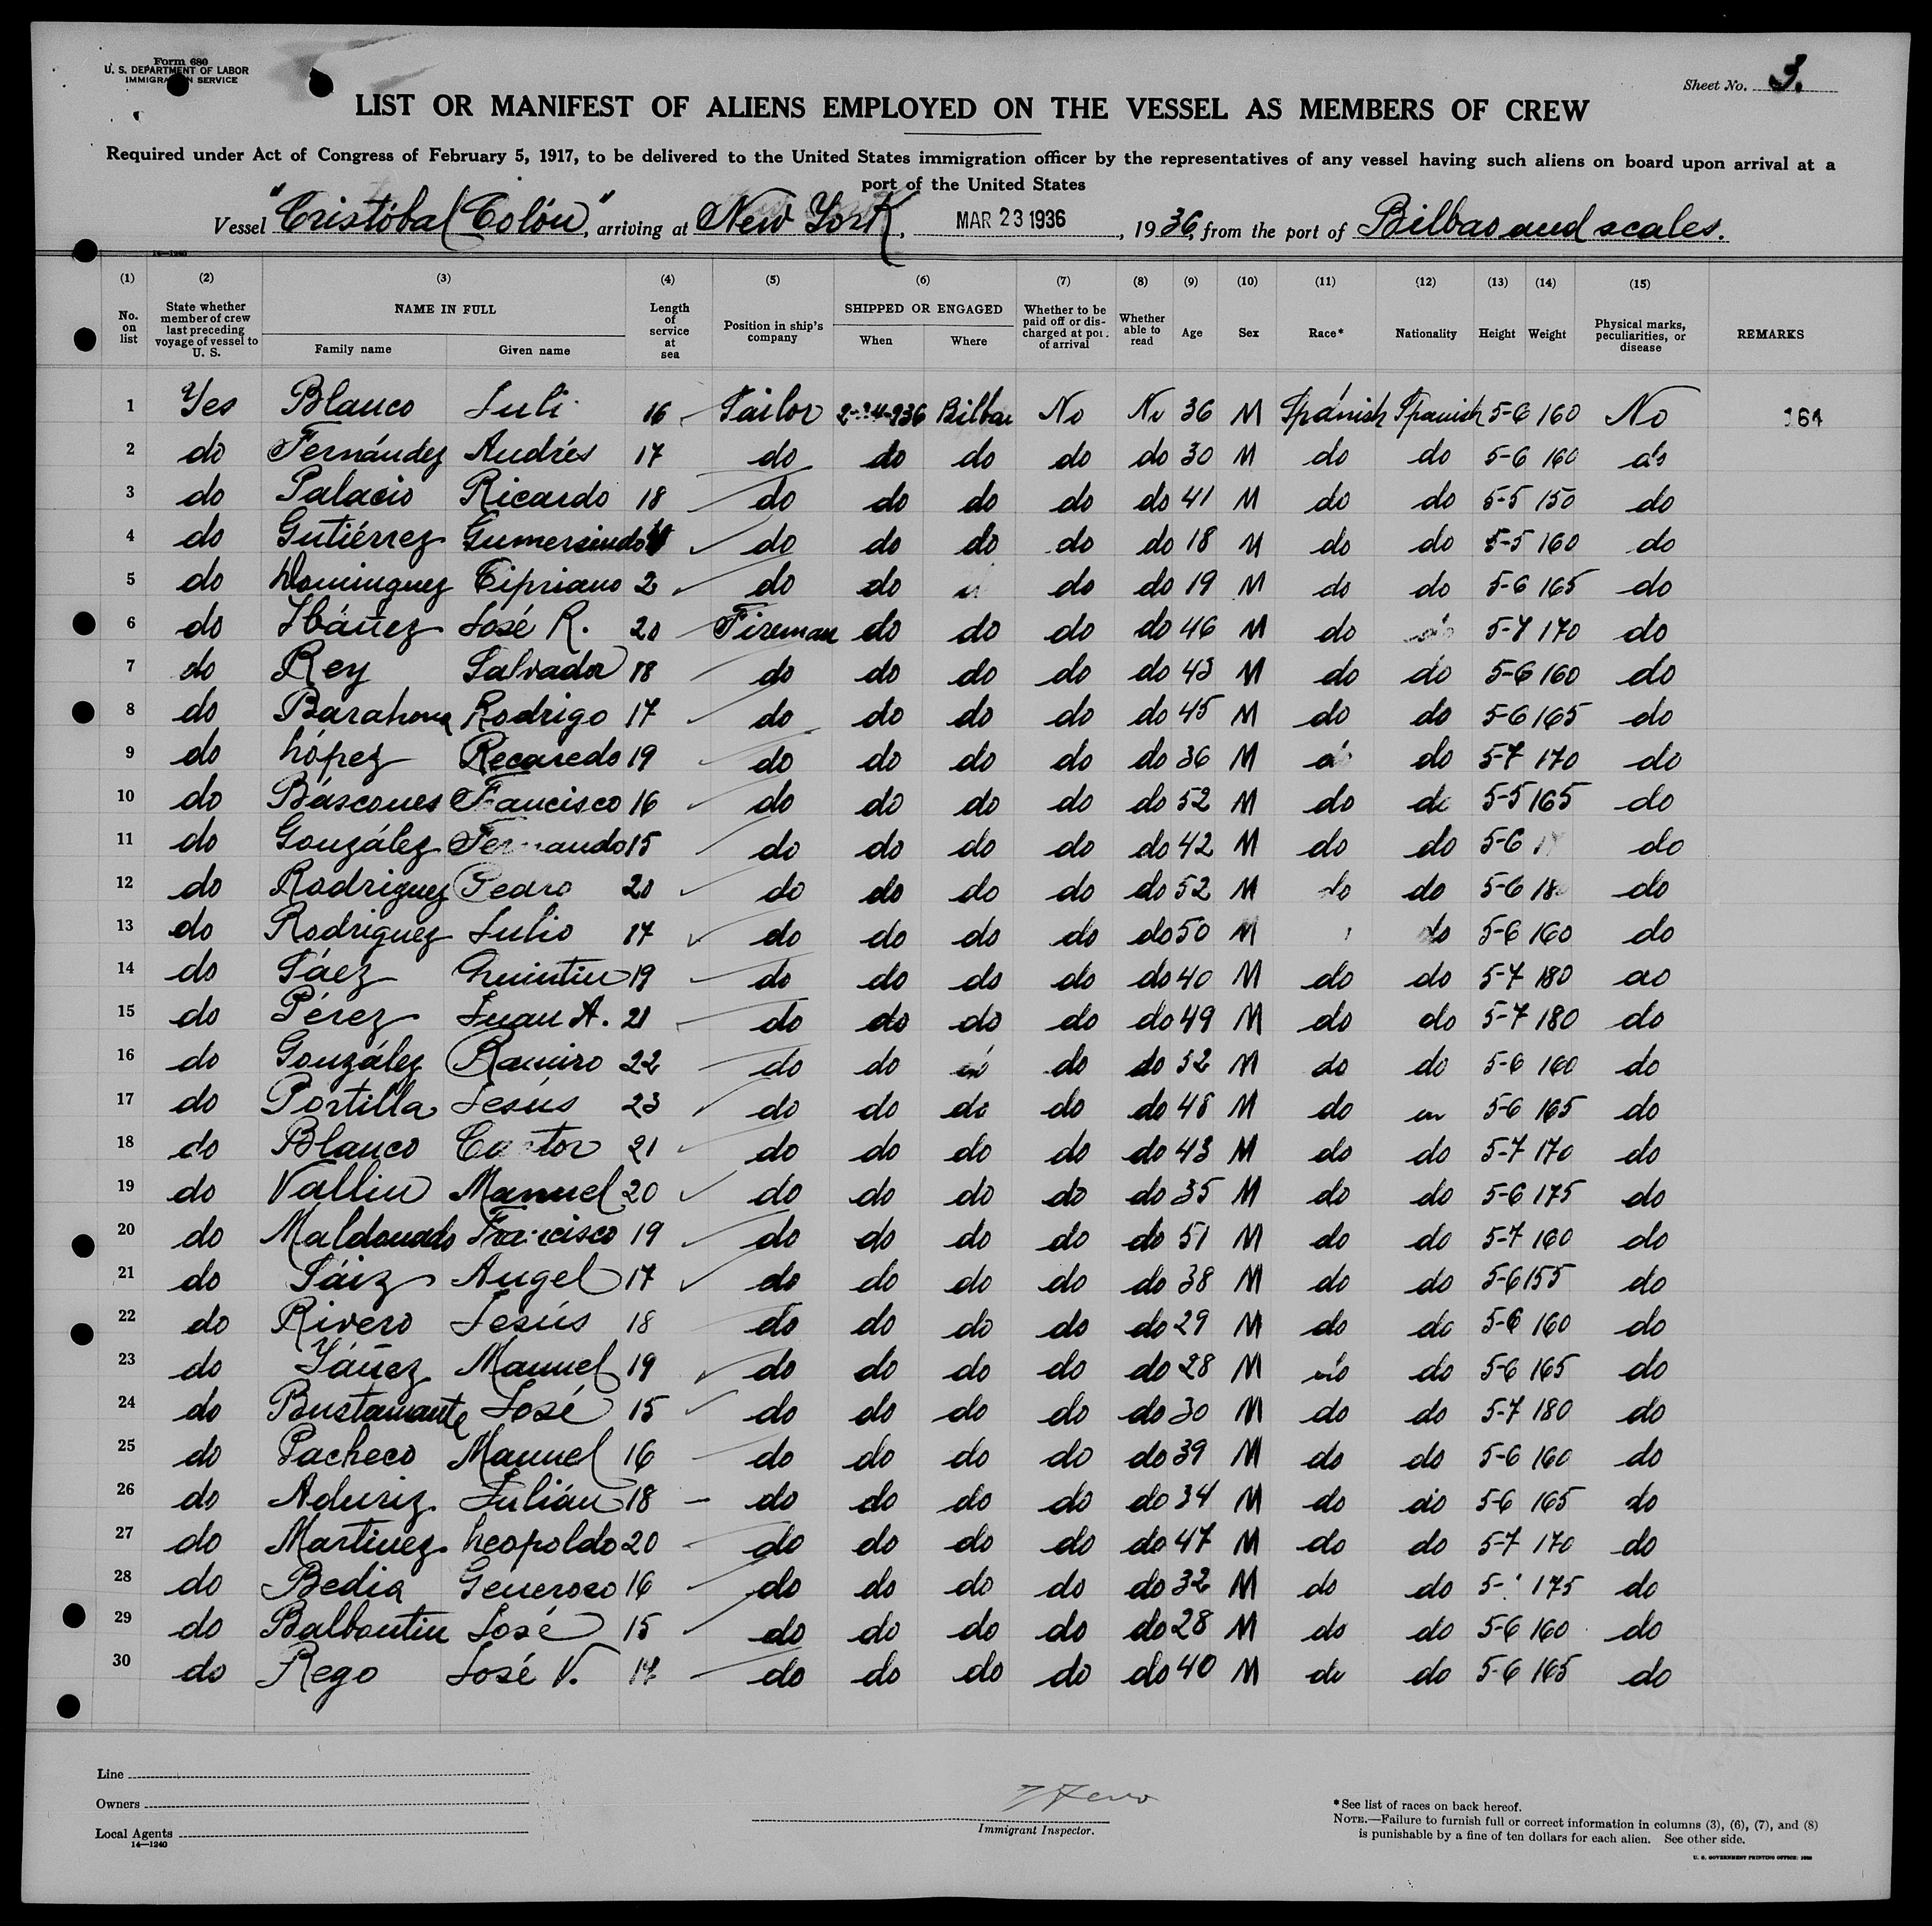 Form 680
U. S. DEPARTMENT OF LABOR
IMMIGRATION SERVICE
Sheet No. 3.
LIST OR MANIFEST OF ALIENS EMPLOYED ON THE VESSEL AS MEMBERS OF CREW
Required under Act of Congress of February 5, 1917, to be delivered to the United States immigration officer by the representatives of any vessel having such aliens on board upon arrival at a
port of the United States
Vessel "Cristóbal Colón", arriving at New York, MAR 23 1936, 1936, from the port of Bilbao and scales.
14—1240
(1) (2) (3) (4) (5) (6) (7) (8) (9) (10) (11) (12) (13) (14) (15)
No. on list State whether member of crew last preceding voyage of vessel to U. S. NAME IN FULL Family name Given name Length of service at sea Position in ship's company SHIPPED OR ENGAGED When Where Whether to be paid off or discharged at port of arrival Whether able to read Age Sex Race* Nationality Height Weight Physical marks, peculiarities, or disease REMARKS
1 Yes Blanco 16 Sailor Bilbao No No 36 M Spanish Spanish 5-6 160 No
2 do Fernández Andrés 17 do do do do do 30 M do do 5-6 160 do
3 do Palacio Ricardo 18 do do do do do 41 M do do 5-5 150 do
4 do Gutiérrez Gumersindo do do do do do 18 M do do 5-5 160 do
5 do Dominguez Cipriano 2 do do do do 19 M do do 5-6 165 do
6 do Ibáñez José R. 20 Fireman do do do do 46 M do do 5-7 170 do
7 do Rey Salvador 18 do do do do do 43 M do do 5-6 160 do
8 do Barahona Rodrigo 17 do do do do do 45 M do do 5-6 165 do
9 do López Recaredo 19 do do do do do 36 M do do 5-7 170 do
10 do Báscones Francisco 16 do do do do do 52 M do do 5-5 165 do
11 do González Fernando 15 do do do do do 42 M do do 5-6 do
12 do Rodriguez Pedro 20 do do do do do 52 M do do 5-6 do
13 do Rodriguez Julio 17 do do do do do 50 M do 5-6 160 do
14 do Sáez Quintin 19 do do do do do 40 M do do 5-7 180 do
15 do Pérez Juan A. 21 do do do do do 49 M do do 5-7 180 do
16 do González Ramiro 22 do do do do do 52 M do do 5-6 160 do
17 do Portilla Jesús 23 do do do do do 48 M do do 5-6 165 do
18 do Blanco Castor 21 do do do do do 43 M do do 5-7 170 do
19 do Vallin Manuel 20 do do do do do 35 M do do 5-6 175 do
20 do Maldonado Francisco 19 do do do do do 51 M do do 5-7 160 do
21 do Sáiz Angel 17 do do do do do 38 M do do 5-6 155 do
22 do Rivero Jesús 18 do do do do do 29 M do do 5-6 160 do
23 do Yáñez Manuel 19 do do do do do 28 M do do 5-6 165 do
24 do Bustamante José 15 do do do do do 30 M do do 5-7 180 do
25 do Pacheco Manuel 16 do do do do do 39 M do do 5-6 160 do
26 do Aduriz Julián 18 do do do do do 34 M do do 5-6 165 do
27 do Martinez Leopoldo 20 do do do do do 47 M do do 5-7 170 do
28 do Bedia Generoso 16 do do do do do 32 M do do 175 do
29 do Balbontin José 15 do do do do do 28 M do do 5-6 160 do
30 do Rego José V. 17 do do do do do 40 M do do 5-6 165 do
Line
Owners
Local Agents
14—1240
Immigrant Inspector.
*See list of races on back hereof.
NOTE.—Failure to furnish full or correct information in columns (3), (6), (7), and (8)
is punishable by a fine of ten dollars for each alien. See other side.